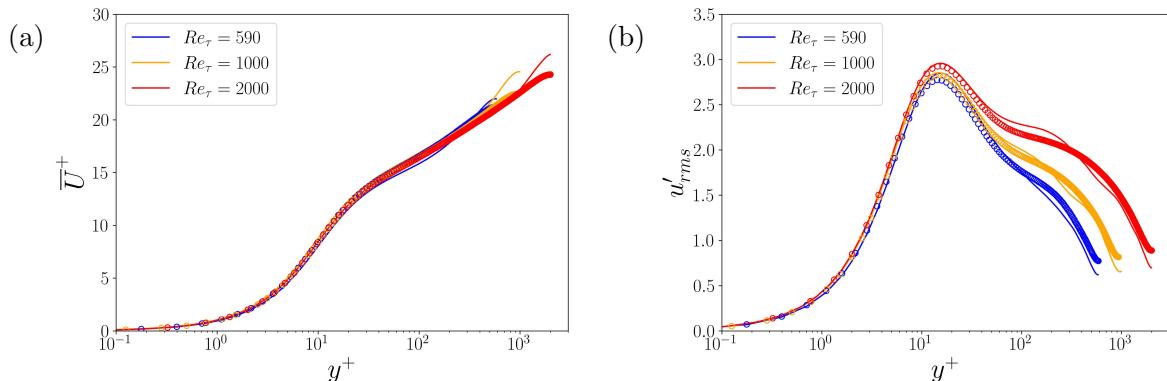 (a)
Re_τ = 590
Re_τ = 1000
Re_τ = 2000
30
25
20
15
10
5
0
10^{-1}
10^0
10^1
10^2
10^3
y^+
\overline{U}^+
(b)
Re_τ = 590
Re_τ = 1000
Re_τ = 2000
3.5
3.0
2.5
2.0
1.5
1.0
0.5
0.0
10^{-1}
10^0
10^1
10^2
10^3
y^+
u'_{rms}